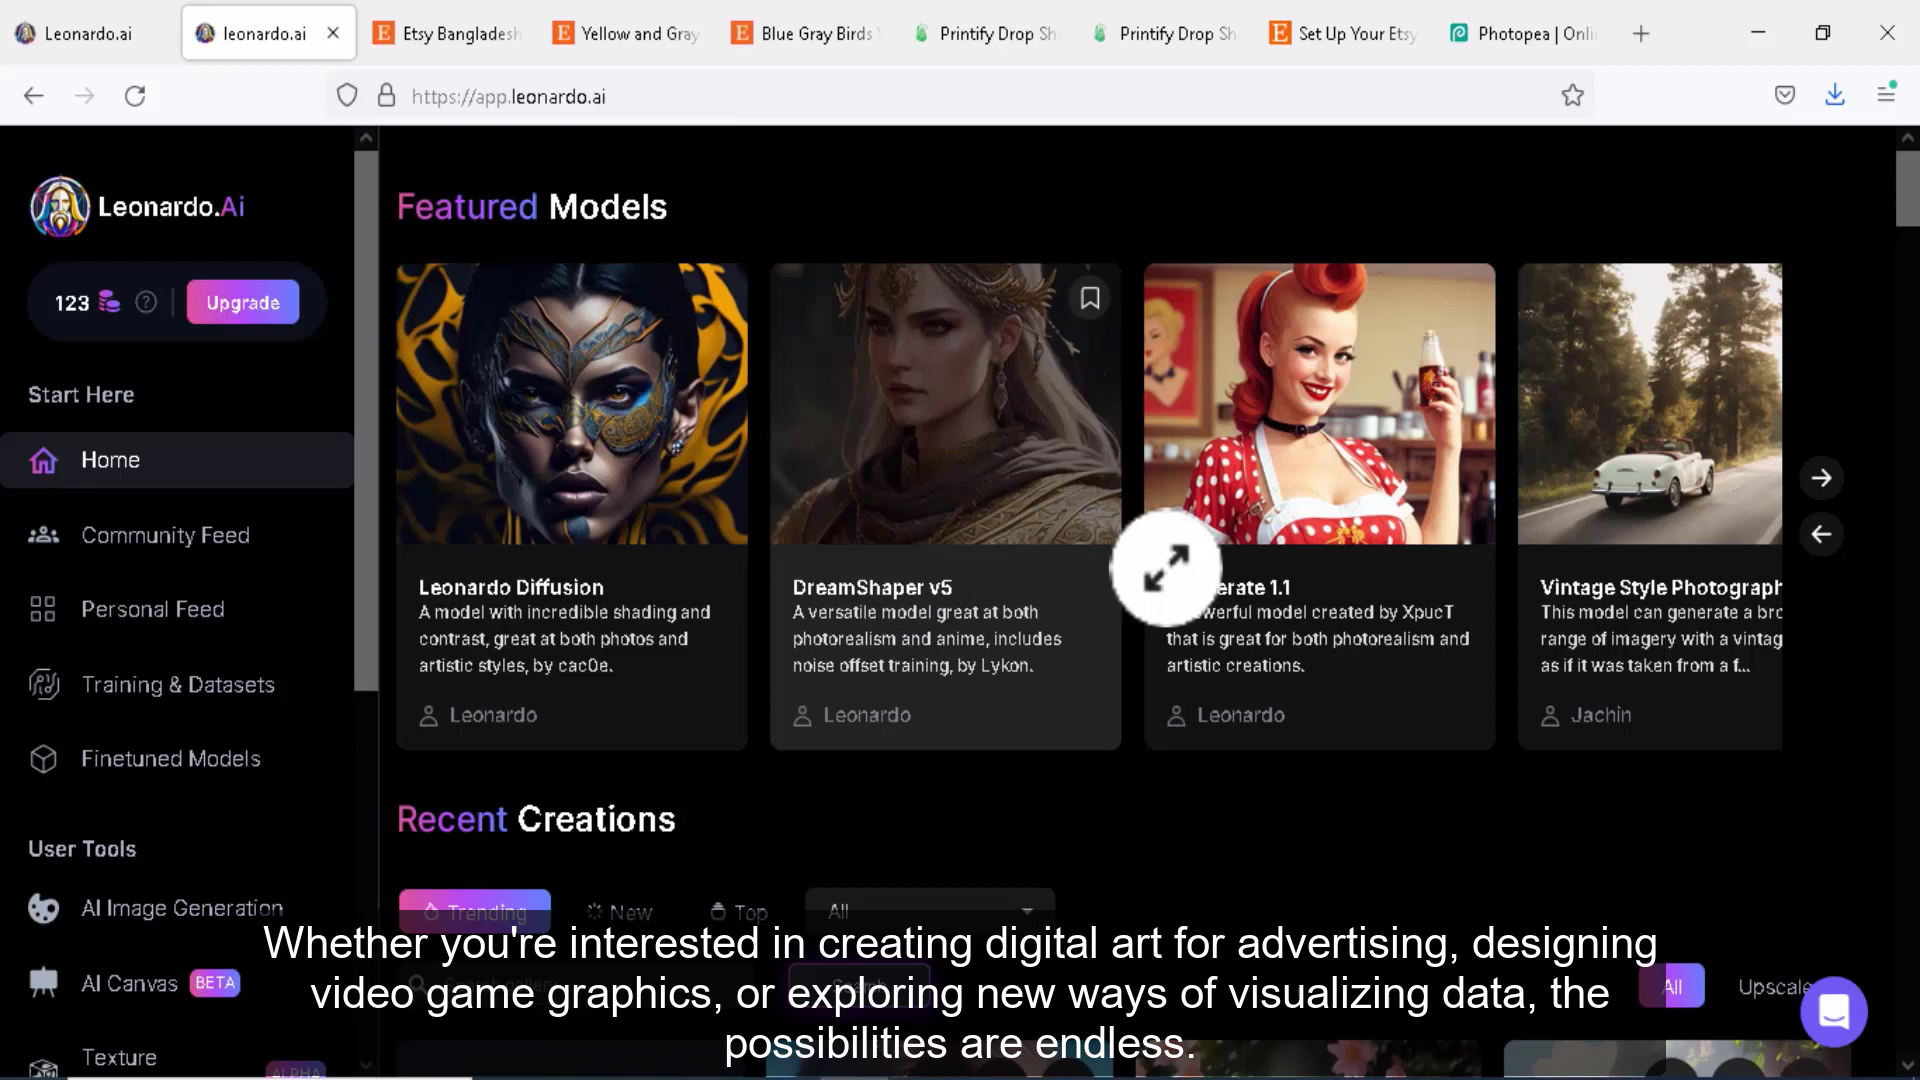 Leonardo.ai
leonardo.ai
Etsy Bangladesh
Yellow and Gray
Blue Gray Birds
Printify Drop Sh
Printify Drop Sh
Set Up Your Etsy
Photopea | Onli
https://app.leonardo.ai
Leonardo.Ai
123
Upgrade
Start Here
Home
Community Feed
Personal Feed
Training & Datasets
Finetuned Models
User Tools
AI Image Generation
AI Canvas BETA
Texture
ALPHA
Featured Models
Leonardo Diffusion
A model with incredible shading and
contrast, great at both photos and
artistic styles, by cac0e.
Leonardo
DreamShaper v5
A versatile model great at both
photorealism and anime, includes
noise offset training, by Lykon.
Leonardo
erate 1.1
werful model created by XpucT
that is great for both photorealism and
artistic creations.
Leonardo
Vintage Style Photograph
This model can generate a bro
range of imagery with a vintag
as if it was taken from a f...
Jachin
Recent Creations
Trending
New
Top
All
Search
All
Upscale
Whether you're interested in creating digital art for advertising, designing
video game graphics, or exploring new ways of visualizing data, the
possibilities are endless.